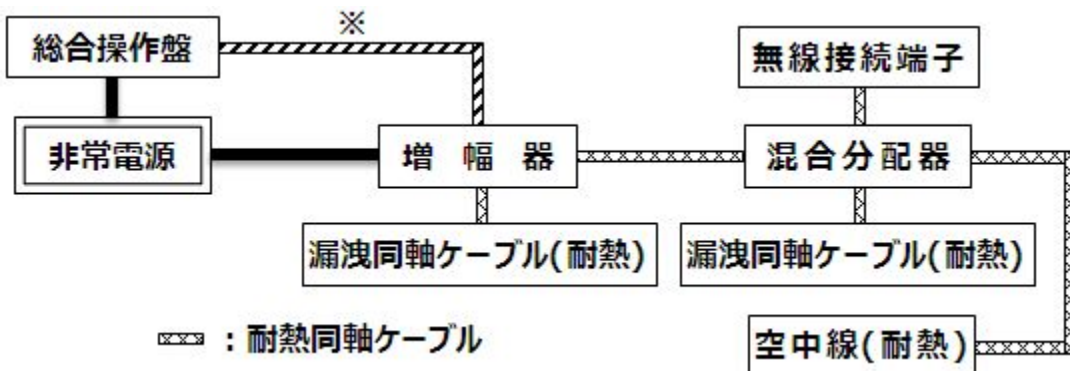 ※
総合操作盤
無線接続端子
非常電源
増幅器
混合分配器
漏洩同軸ケーブル(耐熱)
漏洩同軸ケーブル(耐熱)
：耐熱同軸ケーブル
空中線(耐熱)